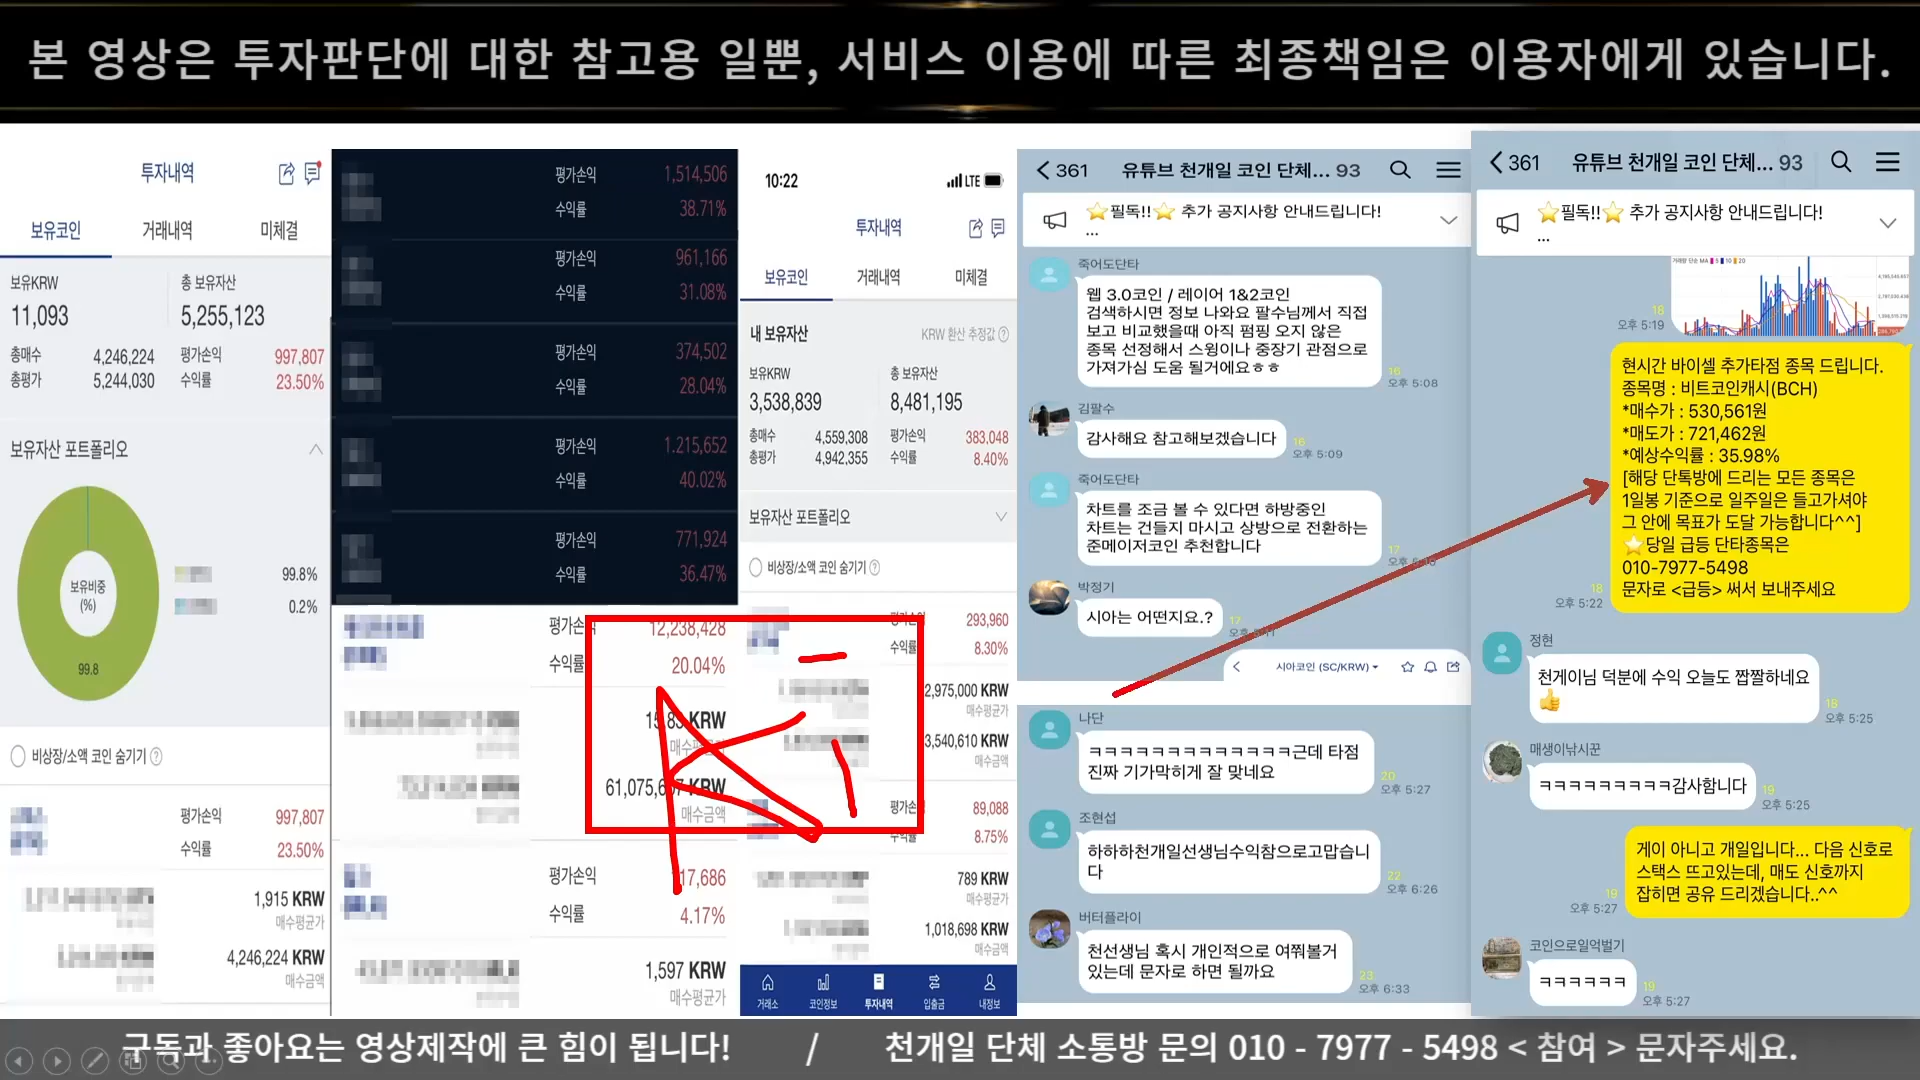 본 영상은 투자판단에 대한 참고용 일뿐, 서비스 이용에 따른 최종책임은 이용자에게 있습니다.
투자내역
보유코인 거래내역 미체결
보유KRW 총 보유자산
11,093 5,255,123
총매수 4,246,224 평가손익 997,807
총평가 5,244,030 수익률 23.50%
보유자산 포트폴리오
보유비중
(%)
99.8
99.8%
0.2%
비상장/소액 코인 숨기기
평가손익 997,807
수익률 23.50%
1,915 KRW
매수평균가
4,246,224 KRW
매수금액
평가손익 1,514,506
수익률 38.71%
평가손익 961,166
수익률 31.08%
평가손익 374,502
수익률 28.04%
평가손익 1,215,652
수익률 40.02%
평가손익 771,924
수익률 36.47%
평가손익 12,238,428
수익률 20.04%
KRW
KRW
매수금액
평가손익 17,686
수익률 4.17%
1,597 KRW
매수평균가
10:22 LTE
투자내역
보유코인 거래내역 미체결
내 보유자산 KRW 환산 추정값
보유KRW 총 보유자산
3,538,839 8,481,195
총매수 4,559,308 평가손익 383,048
총평가 4,942,355 수익률 8.40%
보유자산 포트폴리오
비상장/소액 코인 숨기기
평가손익 293,960
수익률 8.30%
2,975,000 KRW
매수평균가
3,540,610 KRW
매수금액
평가손 89,088
수익률 8.75%
789 KRW
매수평균가
1,018,698 KRW
매수금액
거래소 코인정보 투자내역 입출금 내정보
361 유튜브 천개일 코인 단체... 93
⭐필독!!⭐ 추가 공지사항 안내드립니다!
...
죽어도단타
웹 3.0코인 / 레이어 1&2코인
검색하시면 정보 나와요 팔수님께서 직접
보고 비교했을때 아직 펌핑 오지 않은
종목 선정해서 스윙이나 중장기 관점으로
가져가심 도움 될거에요ㅎㅎ
16
오후 5:08
김팔수
감사해요 참고해보겠습니다
16
오후 5:09
죽어도단타
차트를 조금 볼 수 있다면 하방중인
차트는 건들지 마시고 상방으로 전환하는
준메이저코인 추천합니다
17
박정기
시아는 어떤지요.?
17
시아코인 (SC/KRW)
나단
ㅋㅋㅋㅋㅋㅋㅋㅋㅋㅋㅋㅋㅋ근데 타점
진짜 기가막히게 잘 맞네요
20
오후 5:27
조현섭
하하하천개일선생님수익참으로고맙습니
다
22
오후 6:26
버터플라이
천선생님 혹시 개인적으로 여쭤볼거
있는데 문자로 하면 될까요
23
오후 6:33
361 유튜브 천개일 코인 단체... 93
⭐필독!!⭐ 추가 공지사항 안내드립니다!
...
18
오후 5:19
현시간 바이셀 추가타점 종목 드립니다.
종목명 : 비트코인캐시(BCH)
*매수가 : 530,561원
*매도가 : 721,462원
*예상수익률 : 35.98%
[해당 단톡방에 드리는 모든 종목은
1일봉 기준으로 일주일은 들고가셔야
그 안에 목표가 도달 가능합니다^^]
⭐당일 급등 단타종목은
010-7977-5498
문자로 <급등> 써서 보내주세요
18
오후 5:22
정현
천게이님 덕분에 수익 오늘도 짭짤하네요
👍
18
오후 5:25
매생이낚시꾼
ㅋㅋㅋㅋㅋㅋㅋㅋㅋ감사함니다
19
오후 5:25
게이 아니고 개일입니다... 다음 신호로
스택스 뜨고있는데, 매도 신호까지
잡히면 공유 드리겠습니다..^^
19
오후 5:27
코인으로일억벌기
ㅋㅋㅋㅋㅋㅋ
19
오후 5:27
구독과 좋아요는 영상제작에 큰 힘이 됩니다! / 천개일 단체 소통방 문의 010 - 7977 - 5498 < 참여 > 문자주세요.